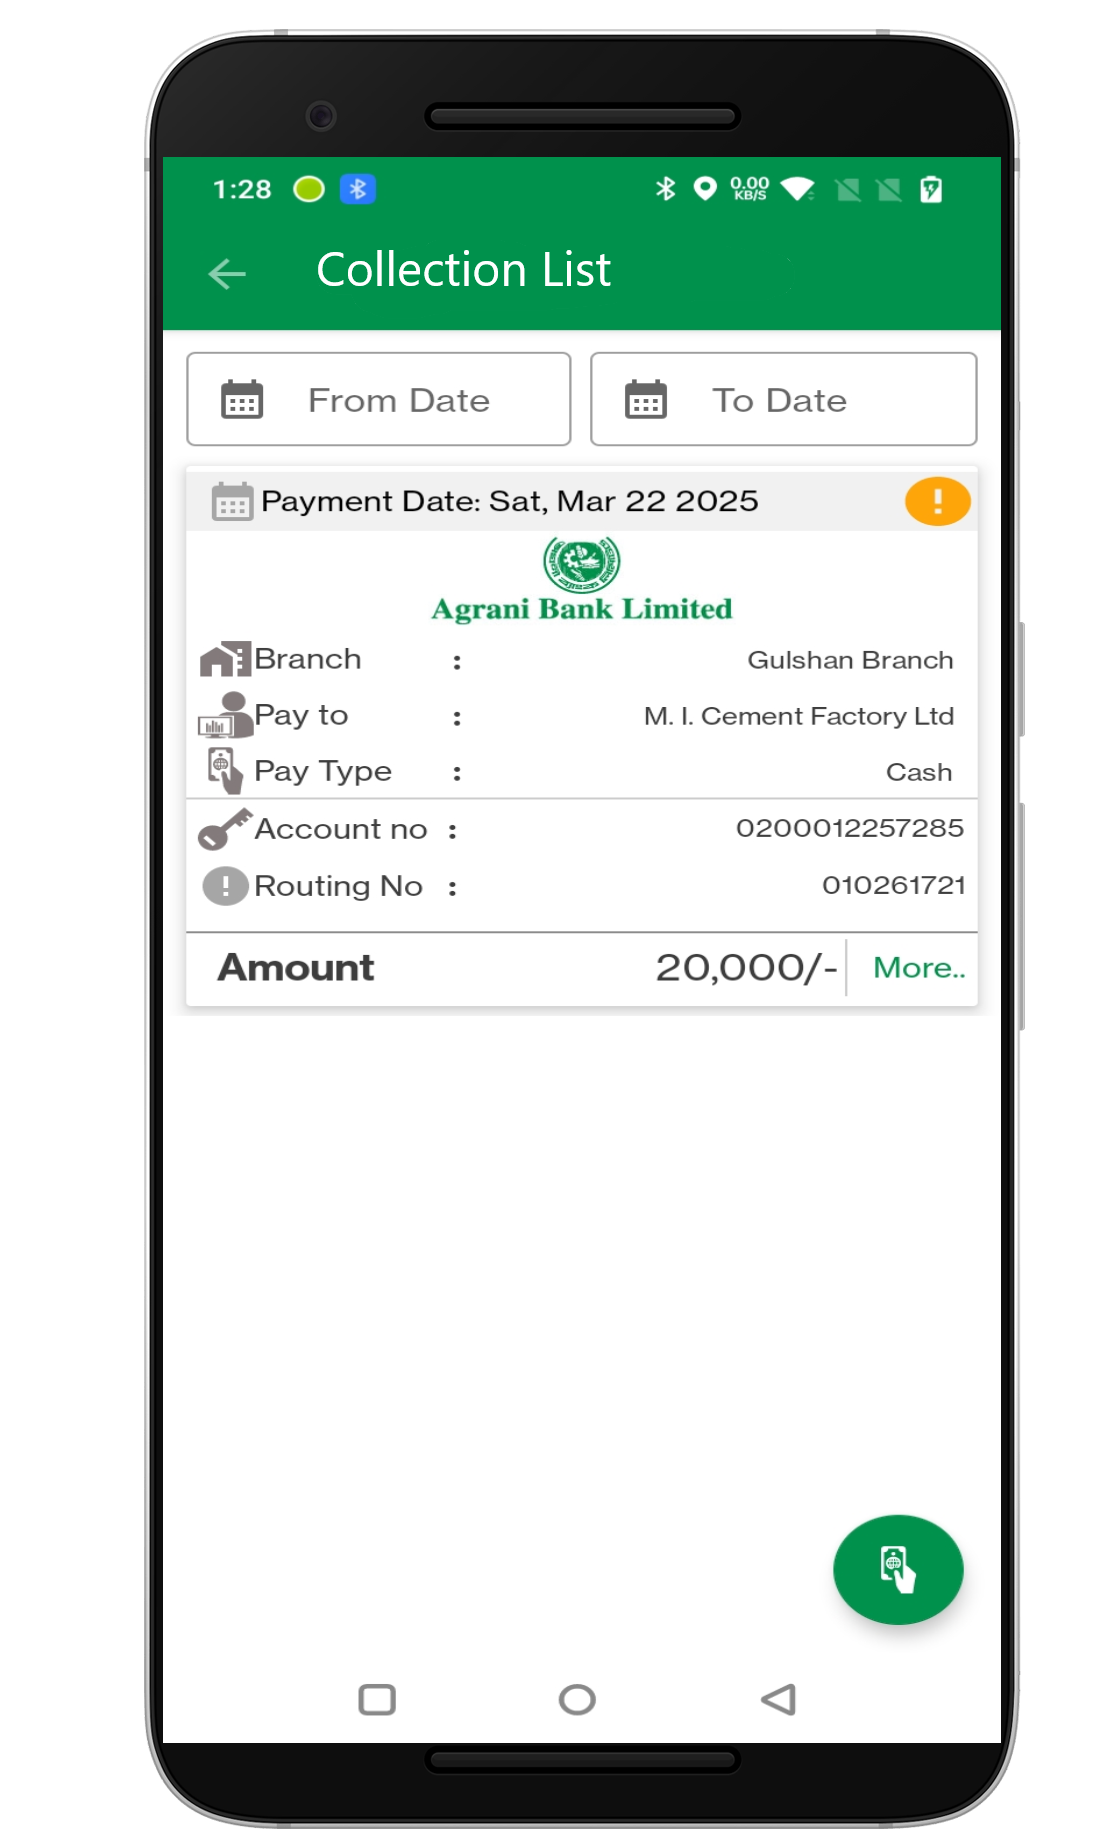 1:28 0.00 KB/S
Collection List
From Date To Date
Payment Date: Sat, Mar 22 2025
Agrani Bank Limited
Branch : Gulshan Branch
Pay to : M. I. Cement Factory Ltd
Pay Type : Cash
Account no : 0200012257285
Routing No : 010261721
Amount 20,000/- More..